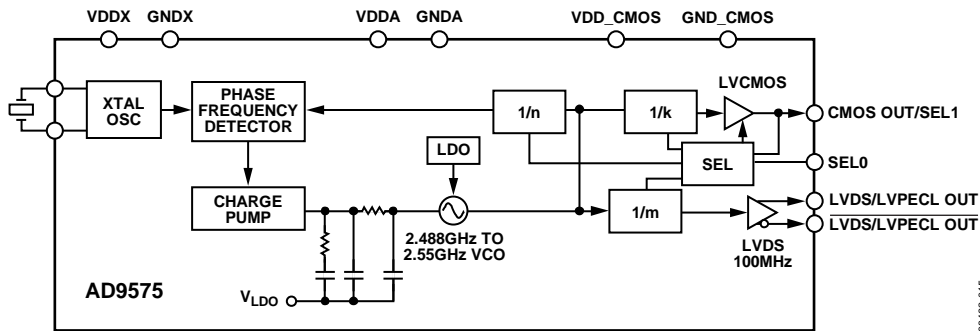 VDDX GNDX VDDA GNDA VDD_CMOS GND_CMOS
XTAL
OSC
PHASE
FREQUENCY
DETECTOR
1/n
1/k
LVCMOS
CMOS OUT/SEL1
LDO
SEL
SEL0
CHARGE
PUMP
1/m
LVDS/LVPECL OUT
LVDS/LVPECL OUT
2.488GHz TO
2.55GHz VCO
LVDS
100MHz
AD9575
VLDO